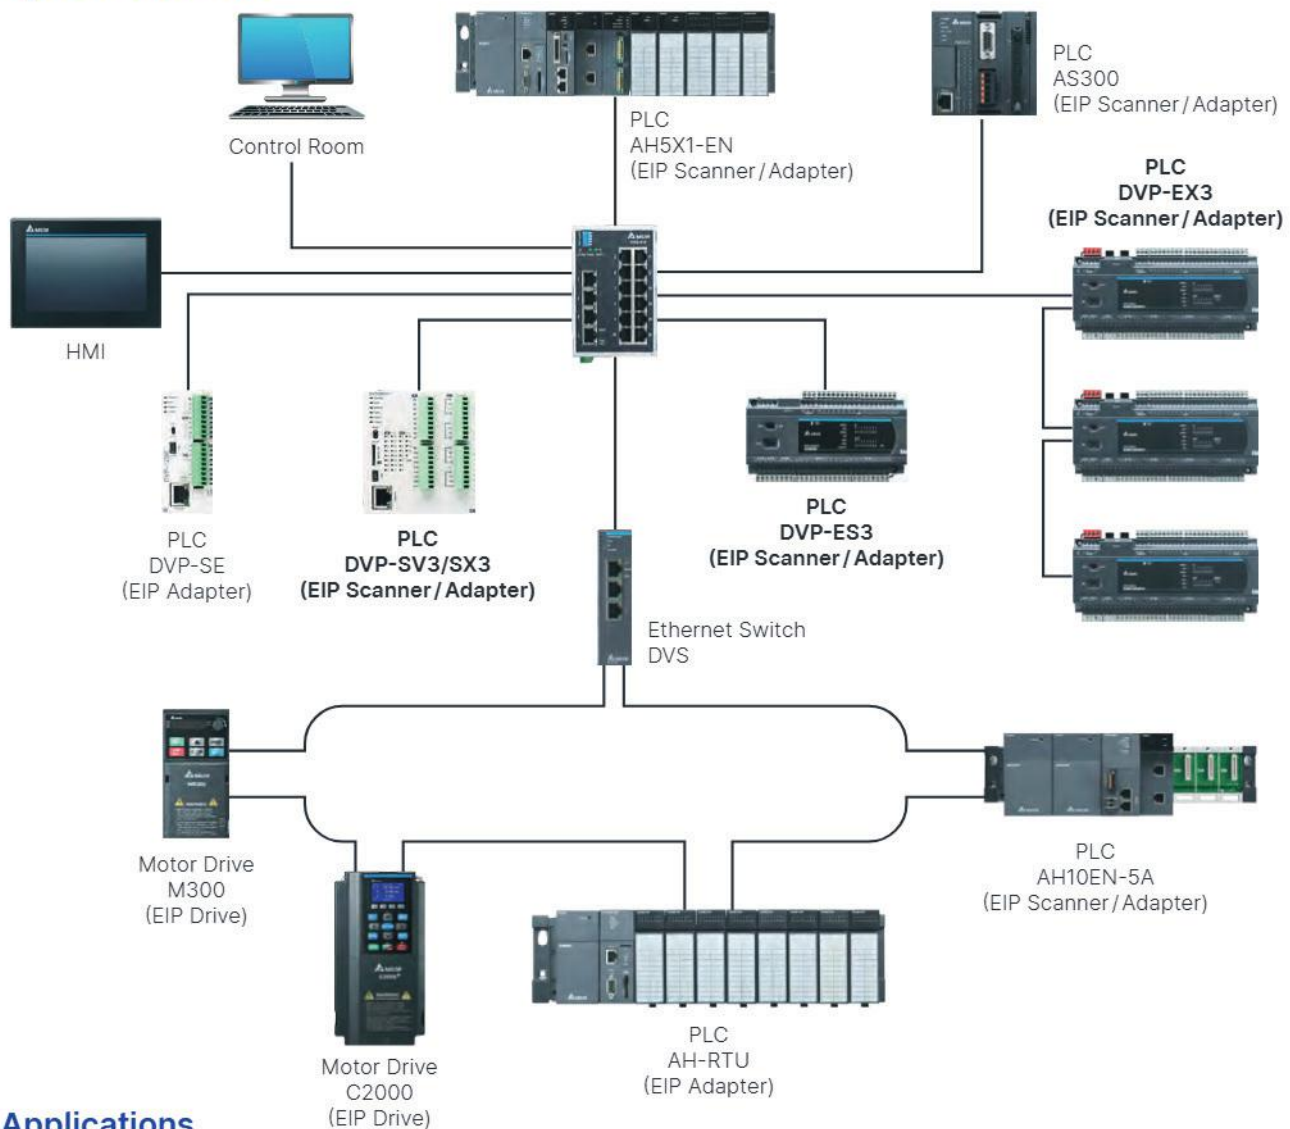 Control Room
PLC
AH5X1-EN
(EIP Scanner/Adapter)
PLC
AS300
(EIP Scanner/Adapter)
PLC
DVP-EX3
(EIP Scanner/Adapter)
HMI
PLC
DVP-SE
(EIP Adapter)
PLC
DVP-SV3/SX3
(EIP Scanner/Adapter)
PLC
DVP-ES3
(EIP Scanner/Adapter)
Ethernet Switch
DVS
Motor Drive
M300
(EIP Drive)
PLC
AH10EN-5A
(EIP Scanner/Adapter)
Motor Drive
C2000
(EIP Drive)
PLC
AH-RTU
(EIP Adapter)
Applications